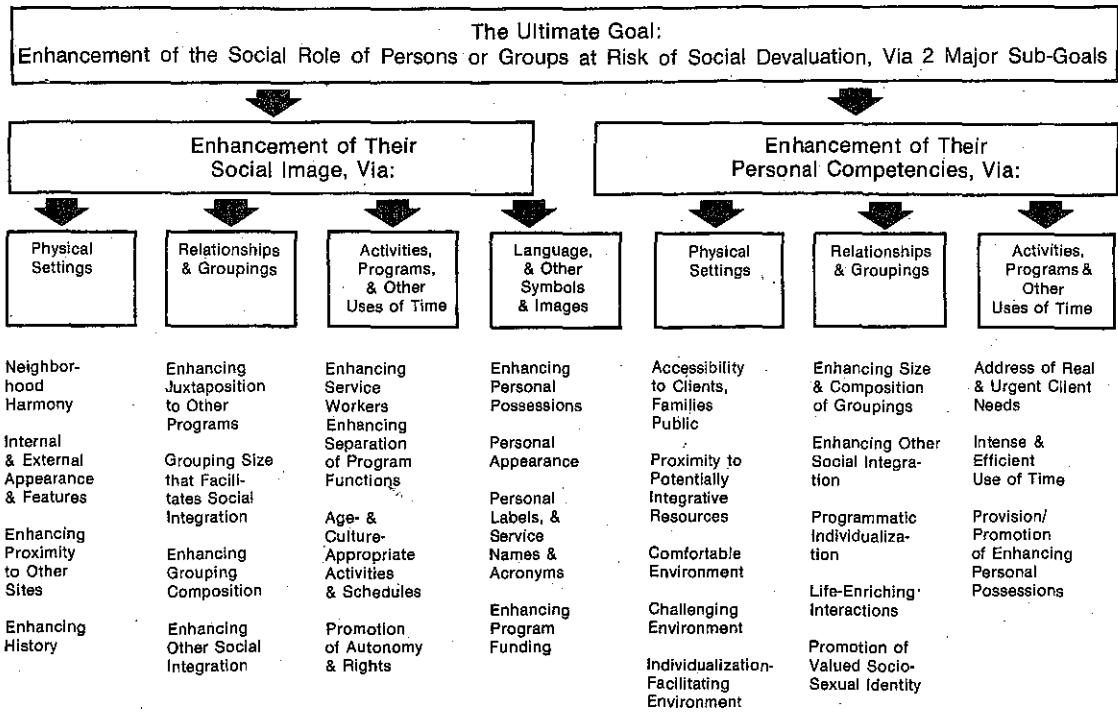 The Ultimate Goal:
Enhancement of the Social Role of Persons or Groups at Risk of Social Devaluation, Via 2 Major Sub-Goals
Enhancement of Their
Social Image, Via:
Enhancement of Their
Personal Competencies, Via:
Physical
Settings
Relationships
& Groupings
Activities,
Programs,
& Other
Uses of Time
Language,
& Other
Symbols
& Images
Physical
Settings
Relationships
& Groupings
Activities,
Programs &
Other
Uses of Time
Neighbor-
hood
Harmony
Internal
& External
Appearance
& Features
Enhancing
Proximity
to Other
Sites
Enhancing
History
Enhancing
Juxtaposition
to Other
Programs
Grouping Size
that Facili-
tates Social
Integration
Enhancing
Grouping
Composition
Enhancing
Other Social
Integration
Enhancing
Service
Workers
Enhancing
Separation
of Program
Functions
Age- &
Culture-
Appropriate
Activities
& Schedules
Promotion
of Autonomy
& Rights
Enhancing
Personal
Possessions
Personal
Appearance
Personal
Labels, &
Service
Names &
Acronyms
Enhancing
Program
Funding
Accessibility
to Clients,
Families
Public
Proximity to
Potentially
Integrative
Resources
Comfortable
Environment
Challenging
Environment
Individualization-
Facilitating
Environment
Enhancing Size
& Composition
of Groupings
Enhancing Other
Social Integra-
tion
Programmatic
Individualiza-
tion
Life-Enriching
Interactions
Promotion of
Valued Socio-
Sexual Identity
Address of Real
& Urgent Client
Needs
Intense &
Efficient
Use of Time
Provision/
Promotion
of Enhancing
Personal
Possessions